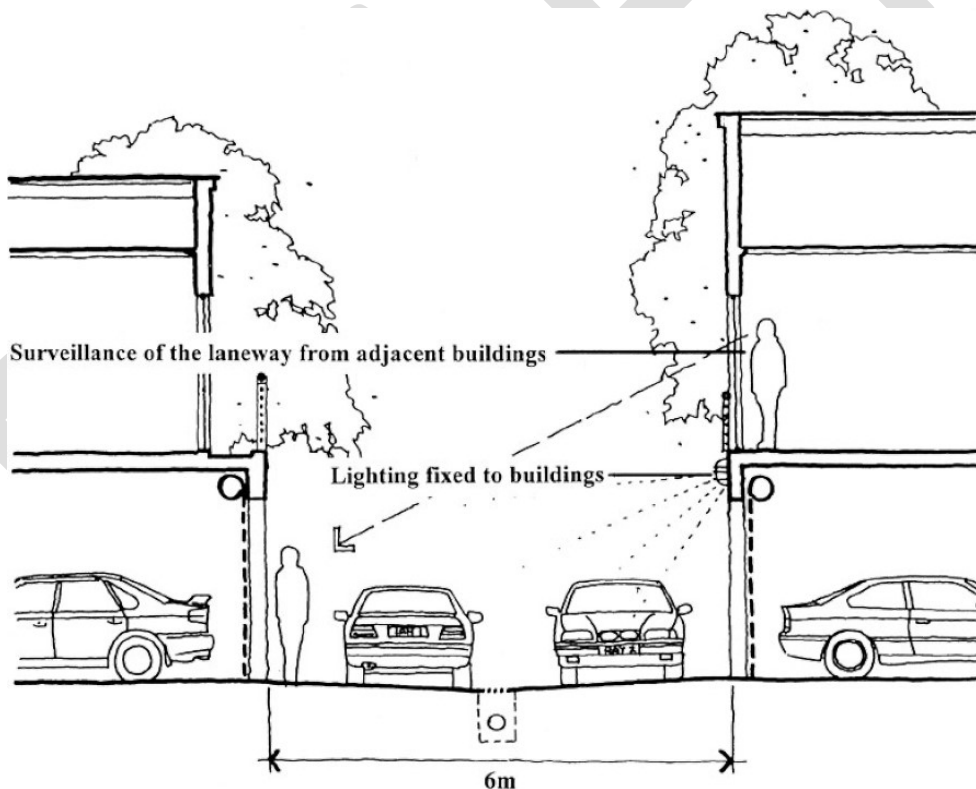 Surveillance of the laneway from adjacent buildings
Lighting fixed to buildings
6m